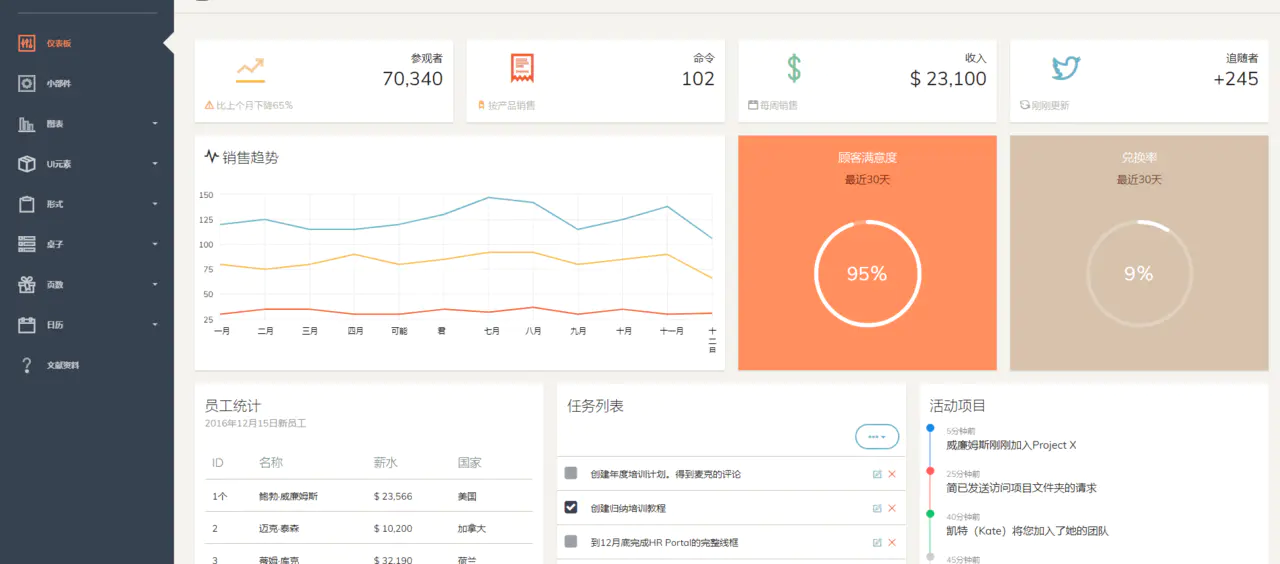 仪表板
小部件
图表
UI元素
形式
桌子
页数
日历
文献资料
参观者
70,340
比上个月下降65%
命令
102
按产品销售
收入
$ 23,100
每周销售
追随者
+245
刚刚更新
销售趋势
150
125
100
75
50
25
一月 二月 三月 四月 可能 君 七月 八月 九月 十月 十一月 十二月
顾客满意度
最近30天
95%
兑换率
最近30天
9%
员工统计
2016年12月15日新员工
ID 名称 薪水 国家
1个 鲍勃·威廉姆斯 $ 23,566 美国
2 迈克·泰森 $ 10,200 加拿大
3 蒂姆·库克 $ 32,190 荷兰
任务列表
创建年度培训计划。得到麦克的评论
创建归纳培训教程
到12月底完成HR Portal的完整线框
活动项目
5分钟前
威廉姆斯刚刚加入Project X
25分钟前
简已发送访问项目文件夹的请求
40分钟前
凯特（Kate）将您加入了她的团队
45分钟前